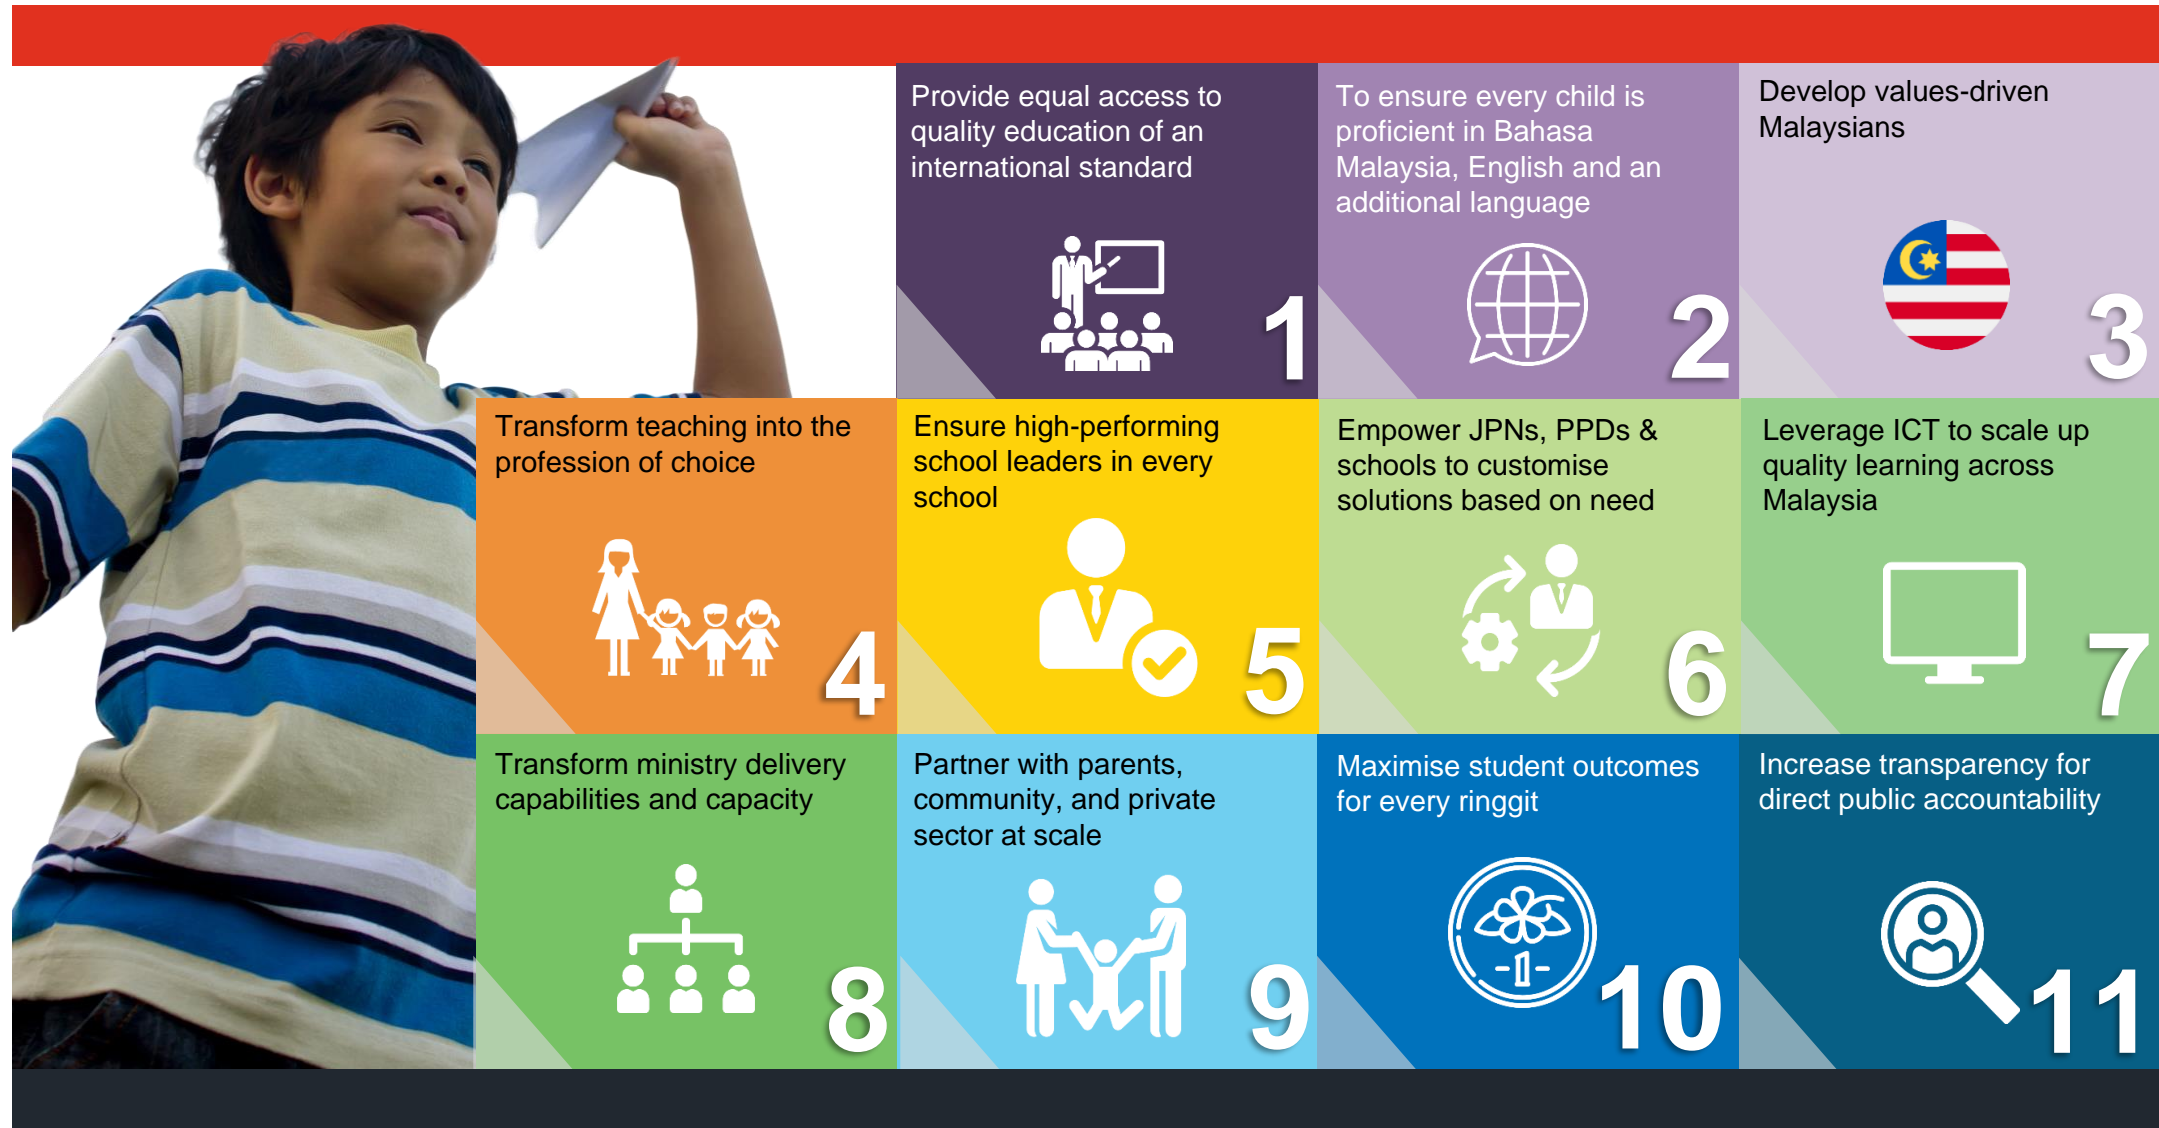 Provide equal access to
quality education of an
international standard
1
To ensure every child is
proficient in Bahasa
Malaysia, English and an
additional language
2
Develop values-driven
Malaysians
3
Transform teaching into the
profession of choice
4
Ensure high-performing
school leaders in every
school
5
Empower JPNs, PPDs &
schools to customise
solutions based on need
6
Leverage ICT to scale up
quality learning across
Malaysia
7
Transform ministry delivery
capabilities and capacity
8
Partner with parents,
community, and private
sector at scale
9
Maximise student outcomes
for every ringgit
-1-
10
Increase transparency for
direct public accountability
11